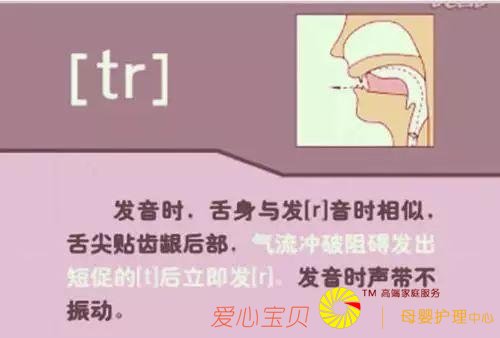 [tr]
发音时，舌身与发[r]音时相似，
舌尖贴齿龈后部，气流冲破阻碍发出
短促的[t]后立即发[r]。发音时声带不
振动。
爱心宝贝
TM 高端家庭服务
母婴护理中心